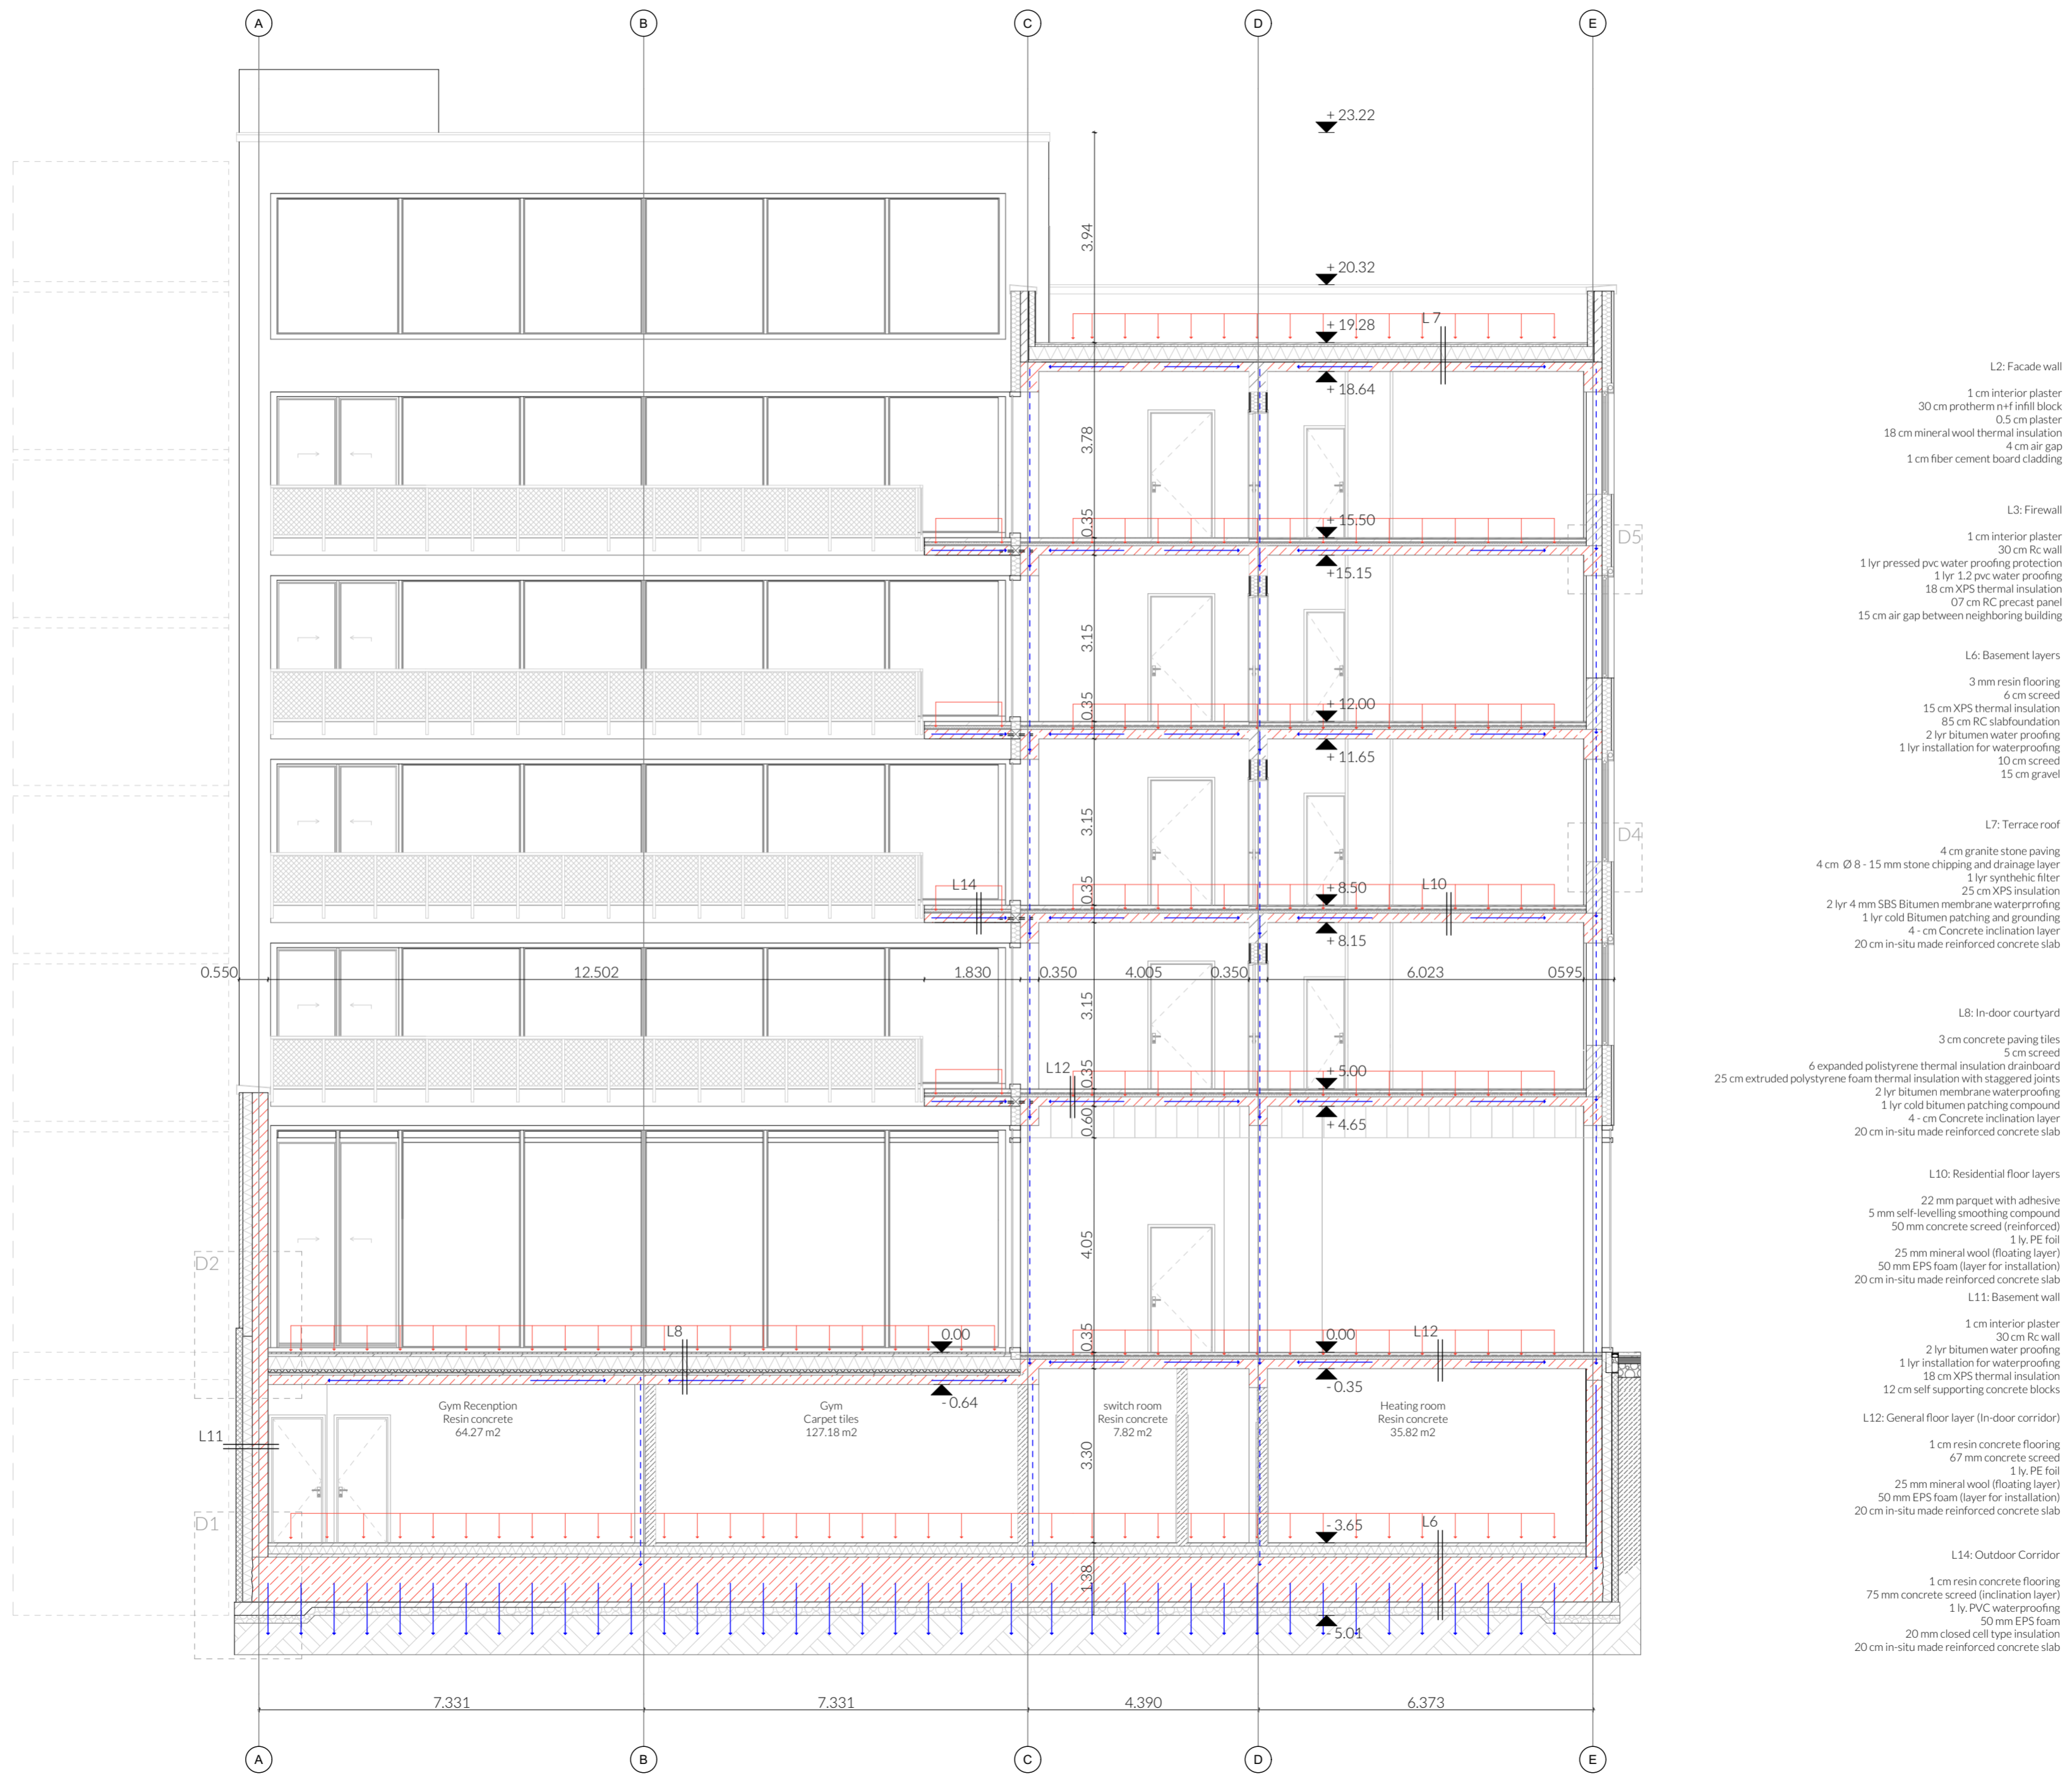 A
B
C
D
E
+ 23.22
3.94
+ 20.32
+ 19.28
L 7
+ 18.64
3.78
0.35
+ 15.50
+15.15
D5
3.15
0.35
+ 12.00
+ 11.65
D4
3.15
0.35
L14
+8.50
L10
+ 8.15
0.550
12.502
1.830
0.350
4.005
0.350
6.023
0595
3.15
0.35
L12
+ 5.00
0.60
+ 4.65
4.05
D2
0.35
L8
0.00
0.00
L12
- 0.64
- 0.35
L11
Gym Recenption
Resin concrete
64.27 m2
Gym
Carpet tiles
127.18 m2
switch room
Resin concrete
7.82 m2
Heating room
Resin concrete
35.82 m2
3.30
D1
- 3.65
L6
1.38
- 5.01
7.331
7.331
4.390
6.373
A
B
C
D
E
L2: Facade wall
1 cm interior plaster
30 cm protherm n+f infill block
0.5 cm plaster
18 cm mineral wool thermal insulation
4 cm air gap
1 cm fiber cement board cladding
L3: Firewall
1 cm interior plaster
30 cm Rc wall
1 lyr pressed pvc water proofing protection
1 lyr 1.2 pvc water proofing
18 cm XPS thermal insulation
07 cm RC precast panel
15 cm air gap between neighboring building
L6: Basement layers
3 mm resin flooring
6 cm screed
15 cm XPS thermal insulation
85 cm RC slabfoundation
2 lyr bitumen water proofing
1 lyr installation for waterproofing
10 cm screed
15 cm gravel
L7: Terrace roof
4 cm granite stone paving
4 cm Ø 8 - 15 mm stone chipping and drainage layer
1 lyr synthehic filter
25 cm XPS insulation
2 lyr 4 mm SBS Bitumen membrane waterprrofing
1 lyr cold Bitumen patching and grounding
4 - cm Concrete inclination layer
20 cm in-situ made reinforced concrete slab
L8: In-door courtyard
3 cm concrete paving tiles
5 cm screed
6 expanded polistyrene thermal insulation drainboard
25 cm extruded polystyrene foam thermal insulation with staggered joints
2 lyr bitumen membrane waterproofing
1 lyr cold bitumen patching compound
4 - cm Concrete inclination layer
20 cm in-situ made reinforced concrete slab
L10: Residential floor layers
22 mm parquet with adhesive
5 mm self-levelling smoothing compound
50 mm concrete screed (reinforced)
1 ly. PE foil
25 mm mineral wool (floating layer)
50 mm EPS foam (layer for installation)
20 cm in-situ made reinforced concrete slab
L11: Basement wall
1 cm interior plaster
30 cm Rc wall
2 lyr bitumen water proofing
1 lyr installation for waterproofing
18 cm XPS thermal insulation
12 cm self supporting concrete blocks
L12: General floor layer (In-door corridor)
1 cm resin concrete flooring
67 mm concrete screed
1 ly. PE foil
25 mm mineral wool (floating layer)
50 mm EPS foam (layer for installation)
20 cm in-situ made reinforced concrete slab
L14: Outdoor Corridor
1 cm resin concrete flooring
75 mm concrete screed (inclination layer)
1 ly. PVC waterproofing
50 mm EPS foam
20 mm closed cell type insulation
20 cm in-situ made reinforced concrete slab